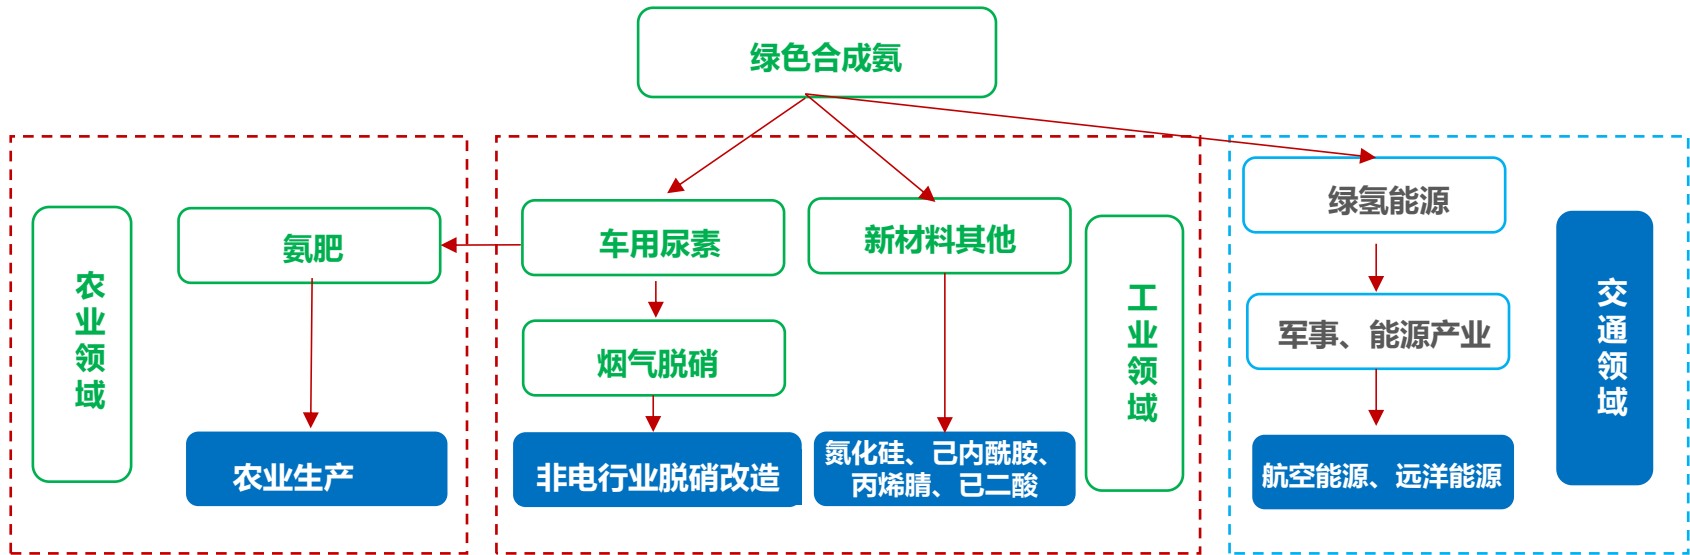 绿色合成氨
农业领域
氨肥
农业生产
车用尿素
烟气脱硝
非电行业脱硝改造
新材料其他
氮化硅、己内酰胺、
丙烯腈、已二酸
工业领域
绿氢能源
军事、能源产业
航空能源、远洋能源
交通领域